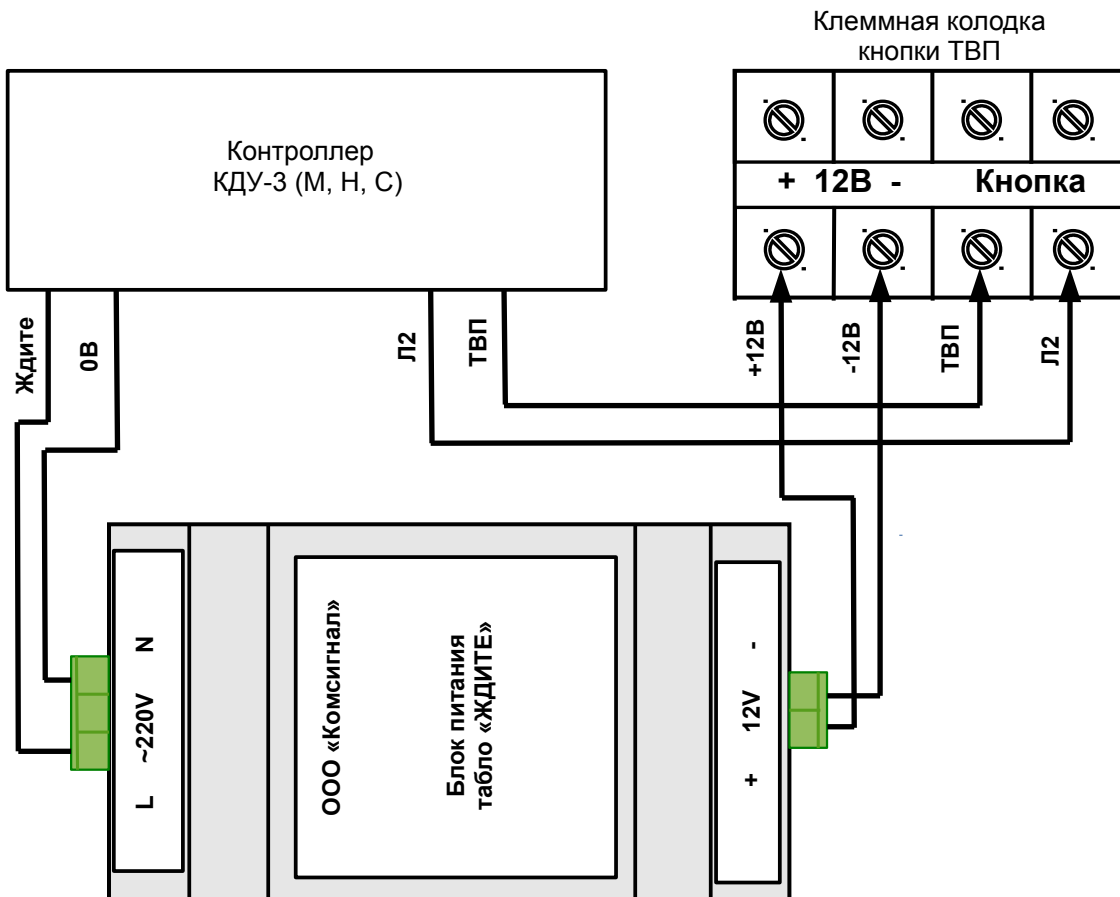 Клеммная колодка
кнопки ТВП
Контроллер
КДУ-3 (М, Н, С)
+ 12В - Кнопка
Ждите
0В
Л2
ТВП
+12В
-12В
ТВП
Л2
L ~220V N
ООО «Комсигнал»
Блок питания
табло «ЖДИТЕ»
+ 12V -